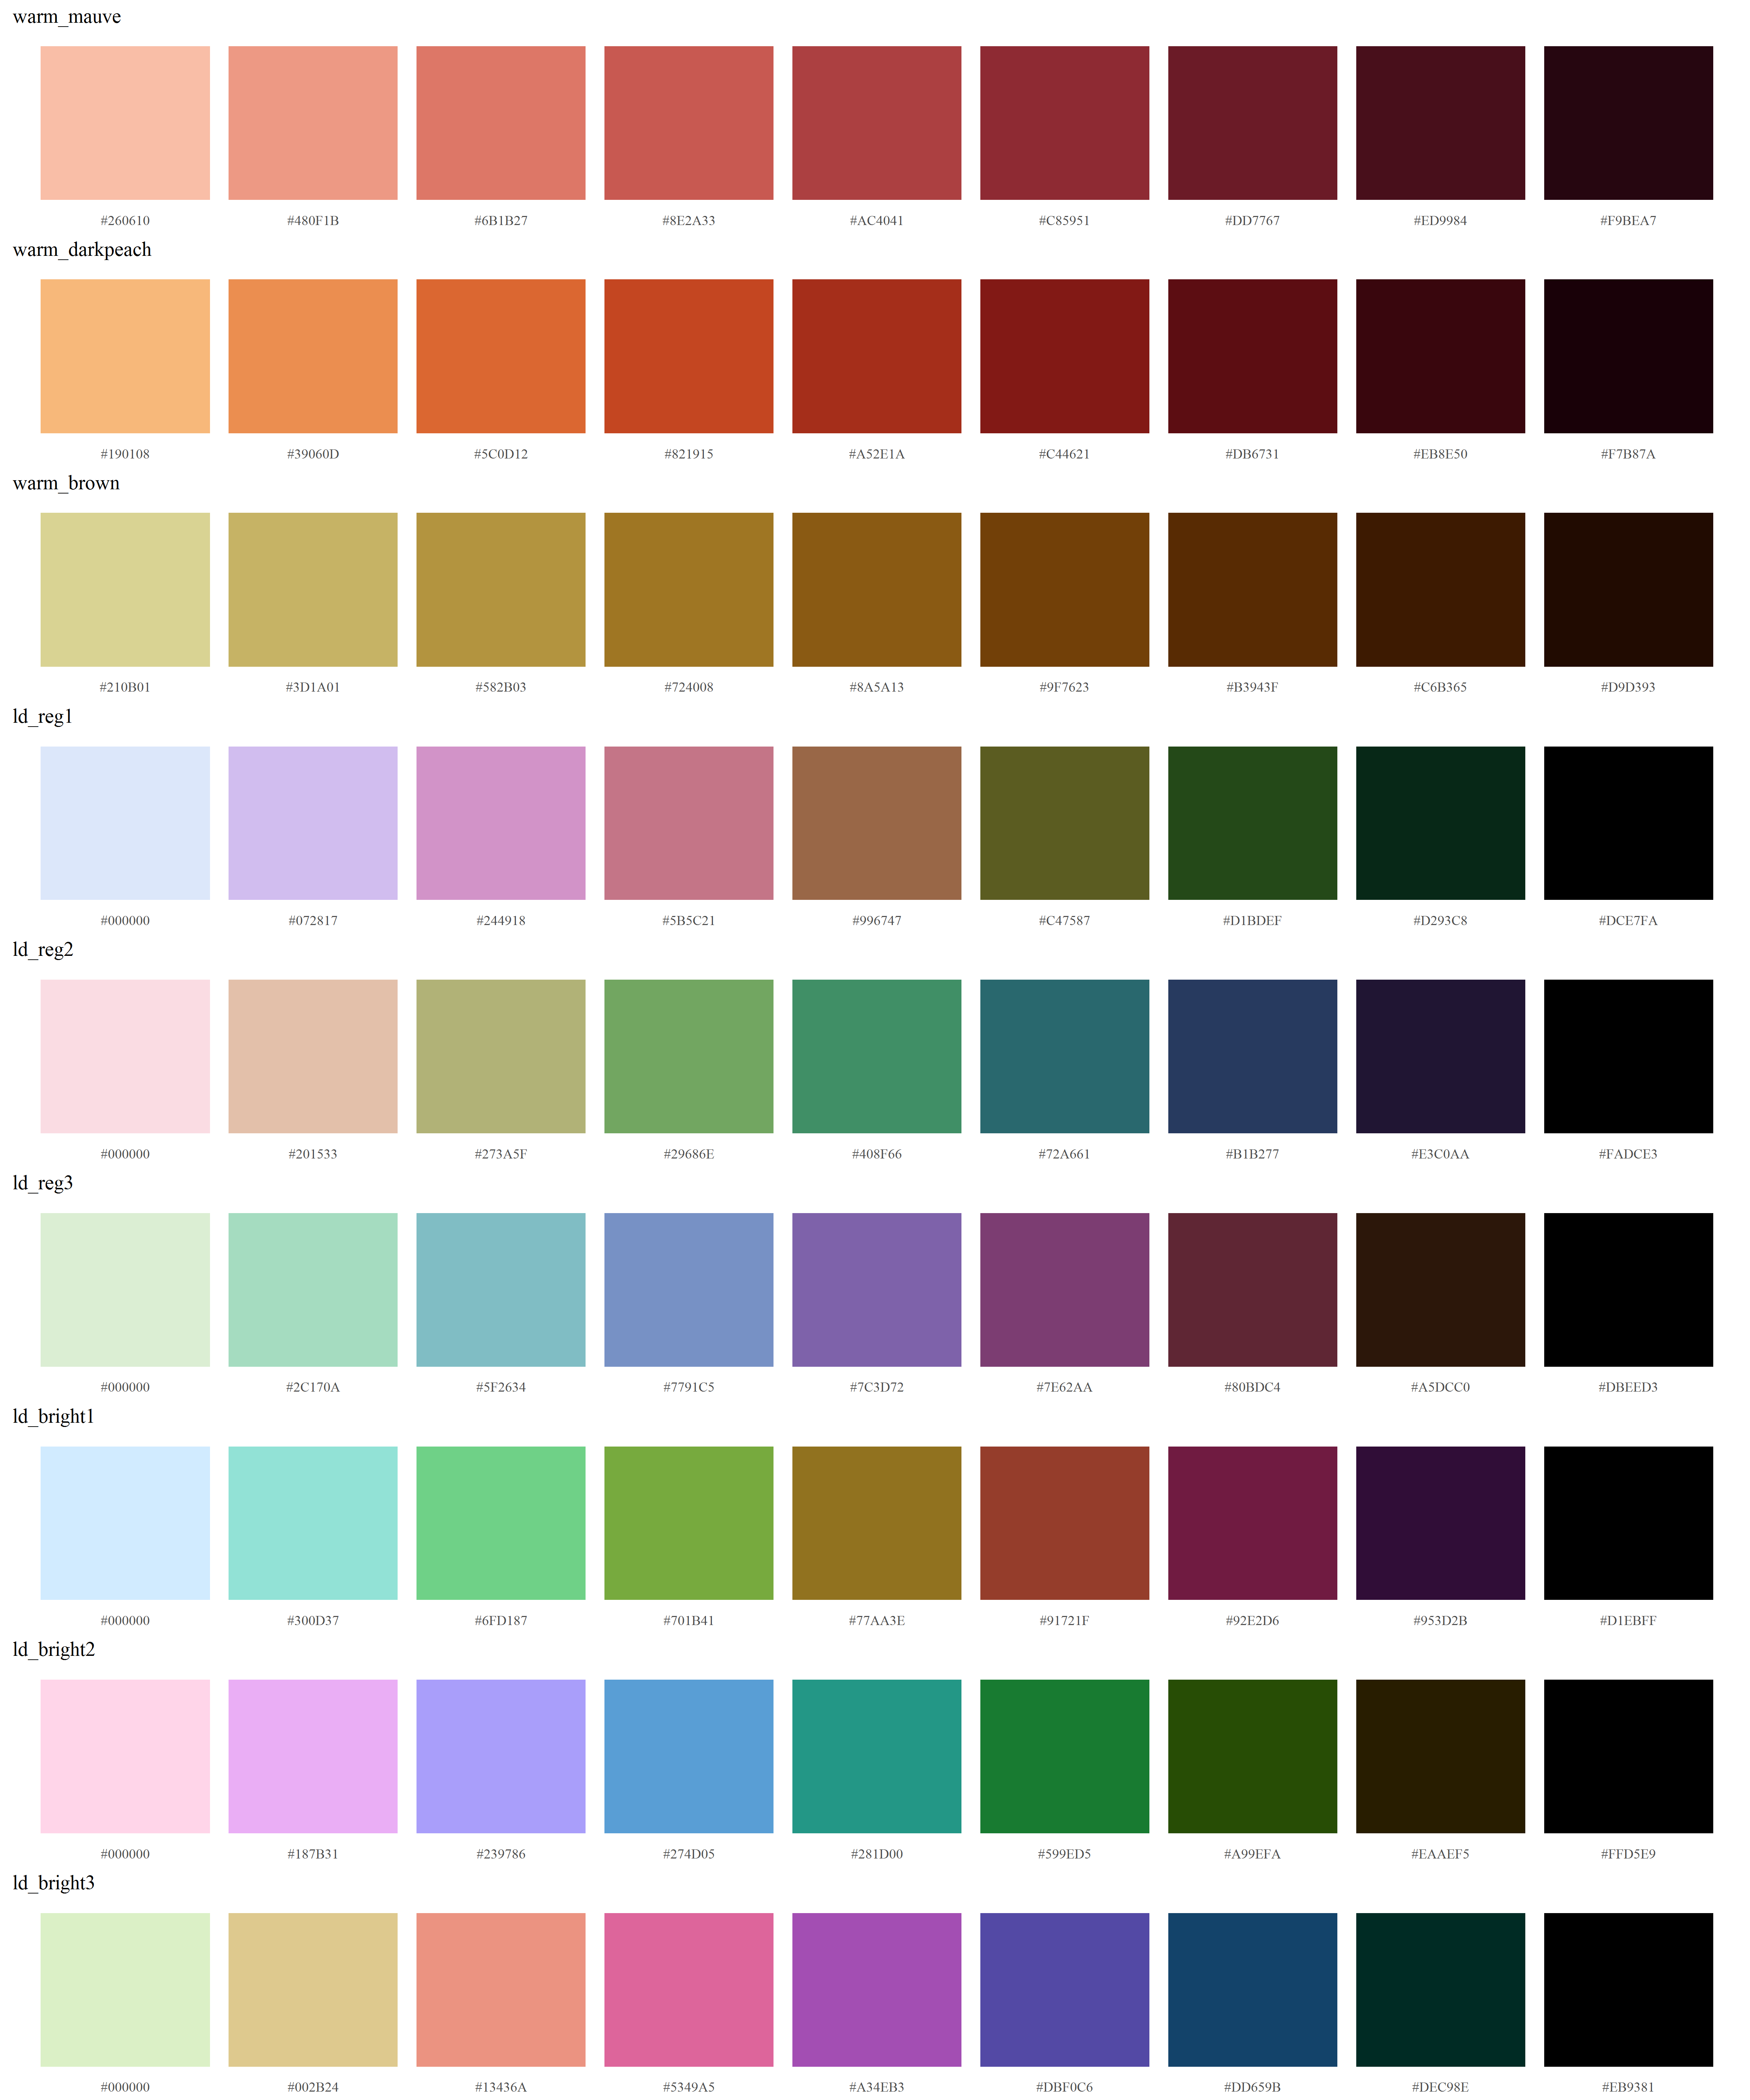 warm_mauve
#260610 #480F1B #6B1B27 #8E2A33 #AC4041 #C85951 #DD7767 #ED9984 #F9BEA7
warm_darkpeach
#190108 #39060D #5C0D12 #821915 #A52E1A #C44621 #DB6731 #EB8E50 #F7B87A
warm_brown
#210B01 #3D1A01 #582B03 #724008 #8A5A13 #9F7623 #B3943F #C6B365 #D9D393
ld_reg1
#000000 #072817 #244918 #5B5C21 #996747 #C47587 #D1BDEF #D293C8 #DCE7FA
ld_reg2
#000000 #201533 #273A5F #29686E #408F66 #72A661 #B1B277 #E3C0AA #FADCE3
ld_reg3
#000000 #2C170A #5F2634 #7791C5 #7C3D72 #7E62AA #80BDC4 #A5DCC0 #DBEED3
ld_bright1
#000000 #300D37 #6FD187 #701B41 #77AA3E #91721F #92E2D6 #953D2B #D1EBFF
ld_bright2
#000000 #187B31 #239786 #274D05 #281D00 #599ED5 #A99EFA #EAAEF5 #FFD5E9
ld_bright3
#000000 #002B24 #13436A #5349A5 #A34EB3 #DBF0C6 #DD659B #DEC98E #EB9381